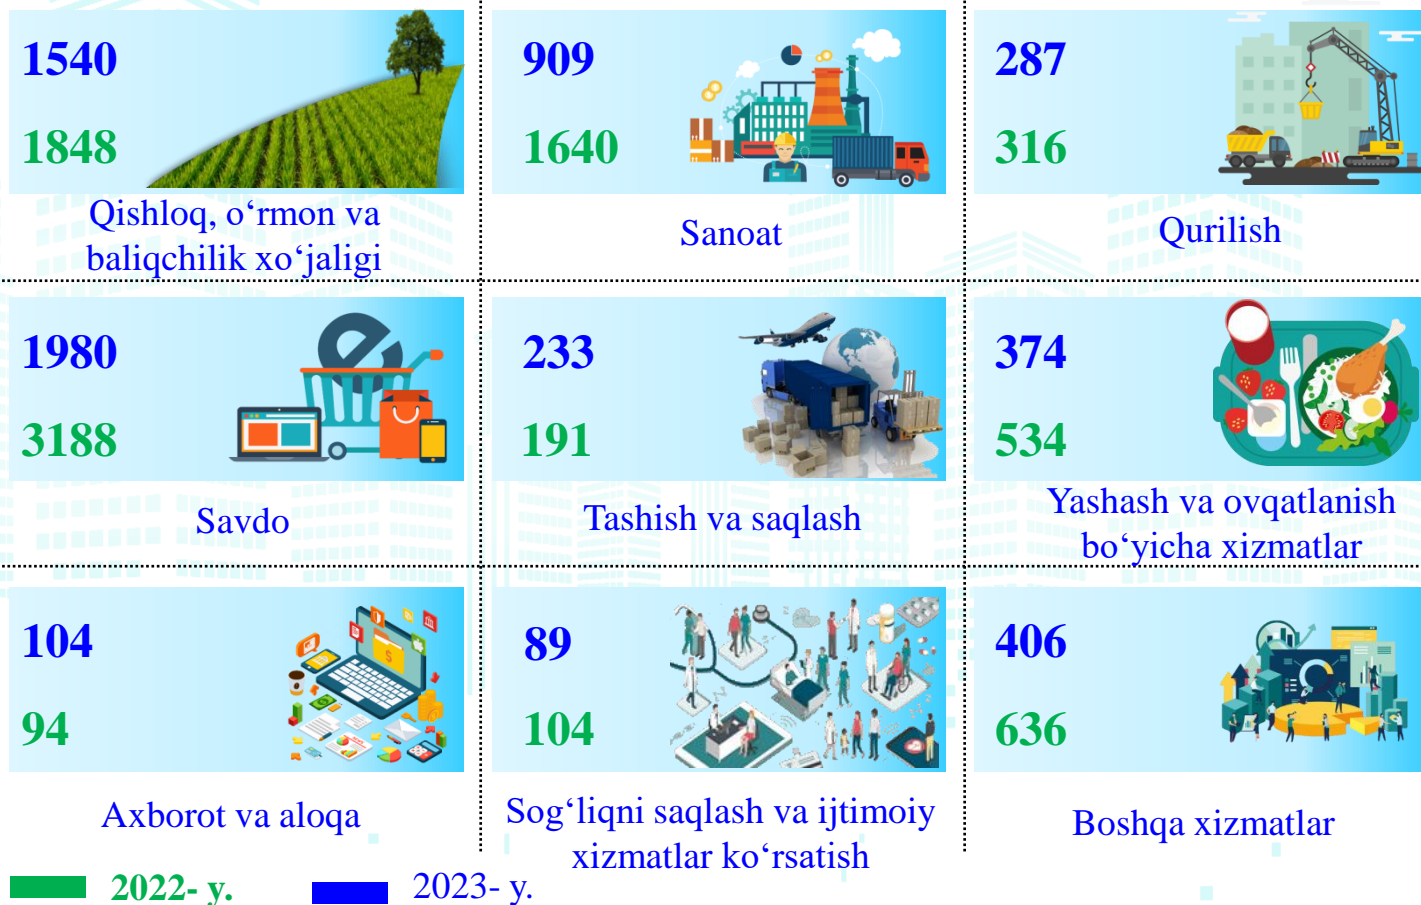 1540
1848
Qishloq, o‘rmon va
baliqchilik xo‘jaligi
909
1640
Sanoat
287
316
Qurilish
1980
3188
Savdo
233
191
Tashish va saqlash
374
534
Yashash va ovqatlanish
bo‘yicha xizmatlar
104
94
Axborot va aloqa
89
104
Sog‘liqni saqlash va ijtimoiy
xizmatlar ko‘rsatish
406
636
Boshqa xizmatlar
2022- y.
2023- y.